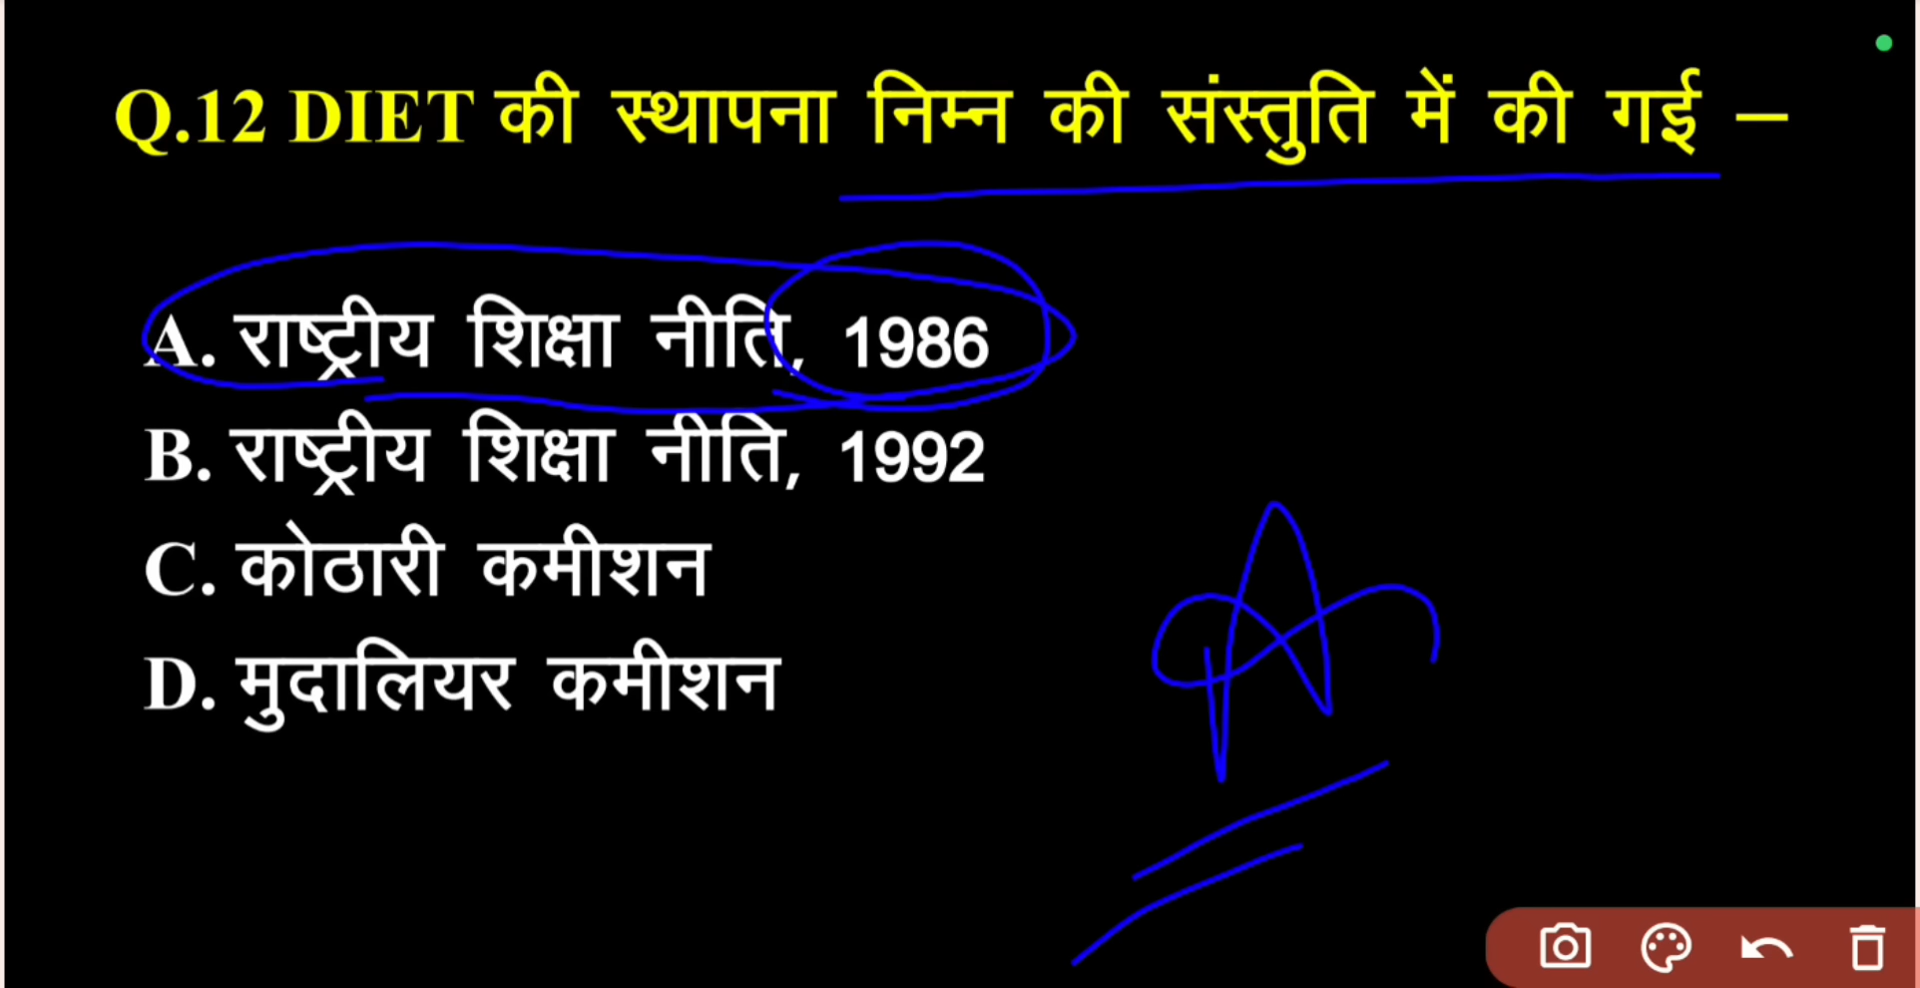 Q.12 DIET की स्थापना निम्न की संस्तुति में की गई –
A. राष्ट्रीय शिक्षा नीति, 1986
B. राष्ट्रीय शिक्षा नीति, 1992
C. कोठारी कमीशन
D. मुदालियर कमीशन
A